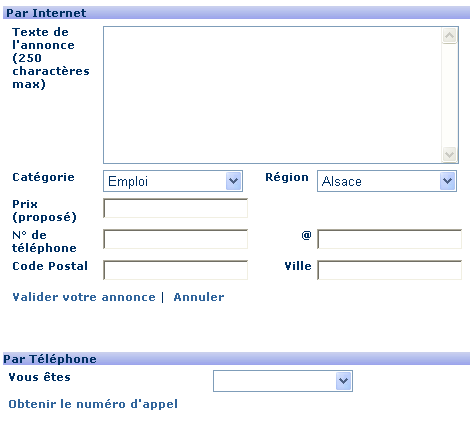 Par Internet
Texte de
l'annonce
(250
charactères
max)
Catégorie Emploi Région Alsace
Prix
(proposé)
N° de
téléphone @
Code Postal Ville
Valider votre annonce | Annuler
Par Téléphone
Vous êtes
Obtenir le numéro d'appel